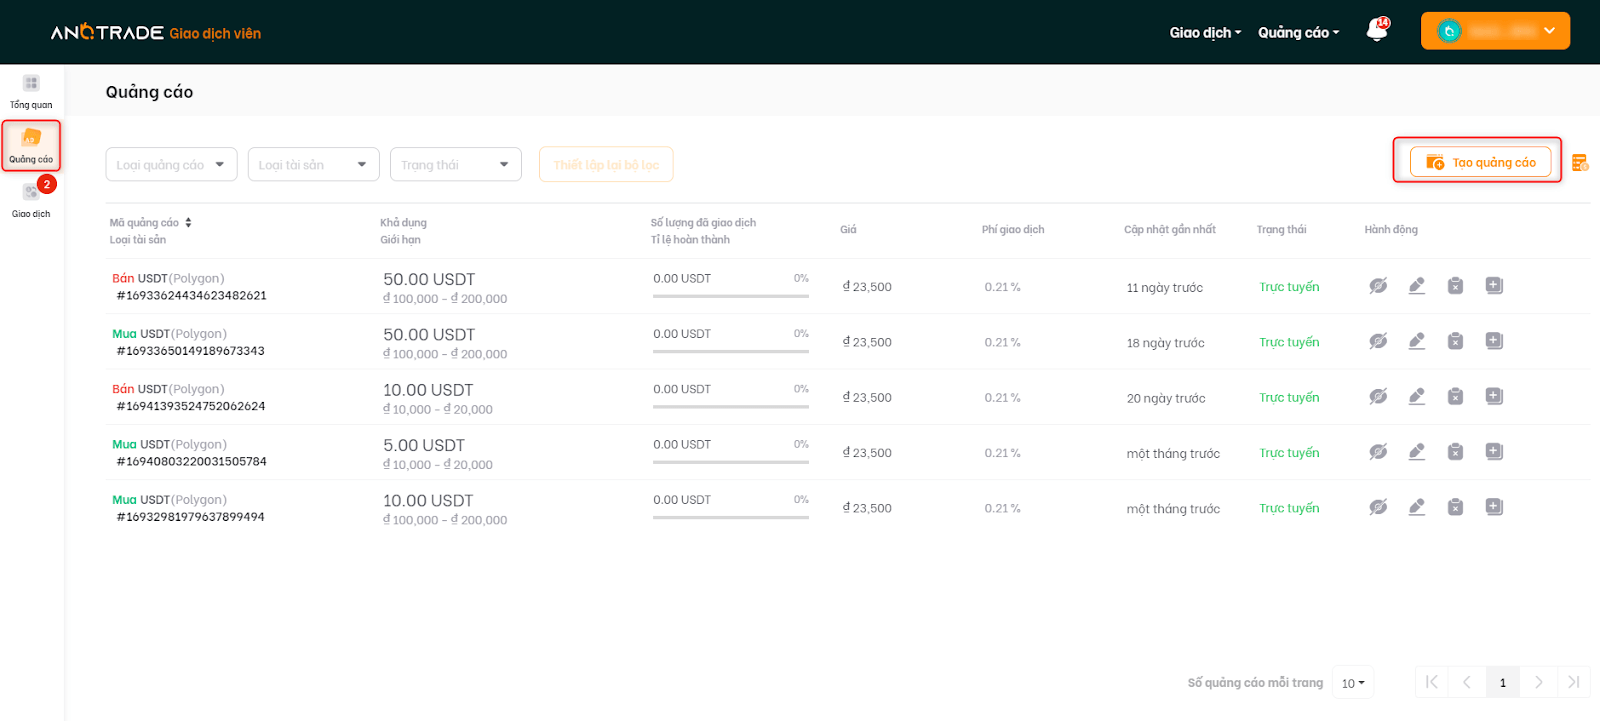 ANQTRADE Giao dịch viên
Giao dịch
Quảng cáo
14
Tổng quan
Quảng cáo
2
Giao dịch
Quảng cáo
Loại quảng cáo
Loại tài sản
Trạng thái
Thiết lập lại bộ lọc
Tạo quảng cáo
Mã quảng cáo
Loại tài sản
Khả dụng
Giới hạn
Số lượng đã giao dịch
Tỉ lệ hoàn thành
Giá
Phí giao dịch
Cập nhật gần nhất
Trạng thái
Hành động
Bán USDT(Polygon)
#16933624434623482621
50.00 USDT
₫ 100,000 - ₫ 200,000
0.00 USDT 0%
₫ 23,500
0.21 %
11 ngày trước
Trực tuyến
Mua USDT(Polygon)
#16933650149189673343
50.00 USDT
₫ 100,000 - ₫ 200,000
0.00 USDT 0%
₫ 23,500
0.21 %
18 ngày trước
Trực tuyến
Bán USDT(Polygon)
#16941393524752062624
10.00 USDT
₫ 10,000 - ₫ 20,000
0.00 USDT 0%
₫ 23,500
0.21 %
20 ngày trước
Trực tuyến
Mua USDT(Polygon)
#16940803220031505784
5.00 USDT
₫ 10,000 - ₫ 20,000
0.00 USDT 0%
₫ 23,500
0.21 %
một tháng trước
Trực tuyến
Mua USDT(Polygon)
#16932981979637899494
10.00 USDT
₫ 100,000 - ₫ 200,000
0.00 USDT 0%
₫ 23,500
0.21 %
một tháng trước
Trực tuyến
Số quảng cáo mỗi trang 10
1